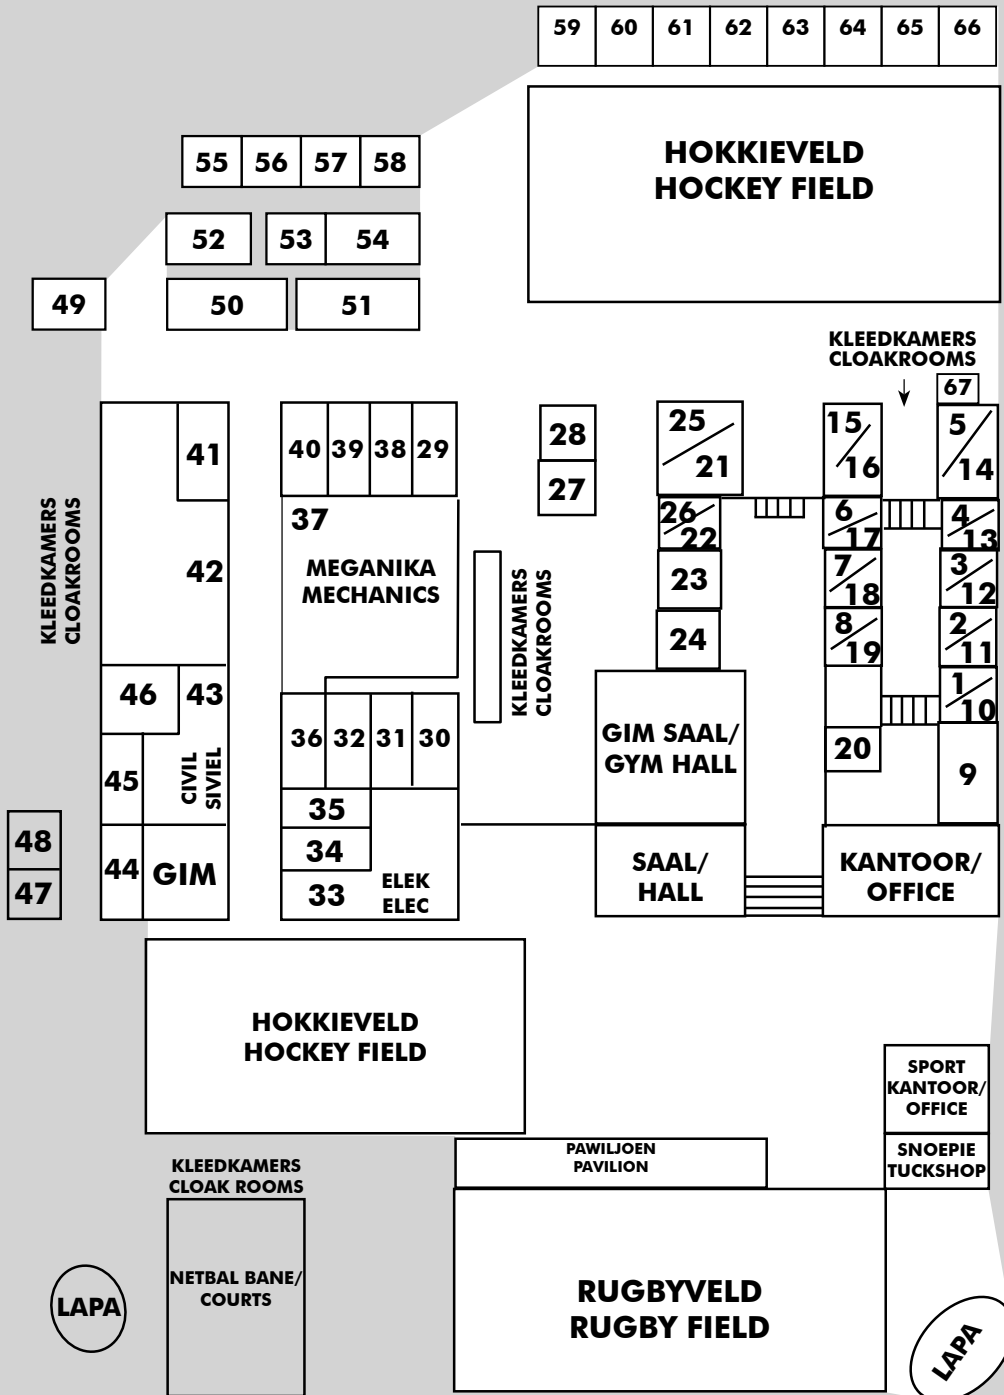 59 60 61 62 63 64 65 66
HOKKIEVELD
HOCKEY FIELD
55 56 57 58
52 53 54
49 50 51
KLEEDKAMERS
CLOAKROOMS
67
41
40 39 38 29
28
27
25
21
15
16
5
14
37
MEGANIKA
MECHANICS
26
22
6
17
4
13
KLEEDKAMERS
CLOAKROOMS
42
KLEEDKAMERS
CLOAKROOMS
23
7
18
3
12
24
8
19
2
11
46 43
1
10
36 32 31 30
GIM SAAL/
GYM HALL
20
9
45
CIVIL
SIVIEL
35
34
33
ELEK
ELEC
48
47
44 GIM
SAAL/
HALL
KANTOOR/
OFFICE
HOKKIEVELD
HOCKEY FIELD
SPORT
KANTOOR/
OFFICE
SNOEPIE
TUCKSHOP
PAWILJOEN
PAVILION
KLEEDKAMERS
CLOAK ROOMS
NETBAL BANE/
COURTS
LAPA
RUGBYVELD
RUGBY FIELD
LAPA